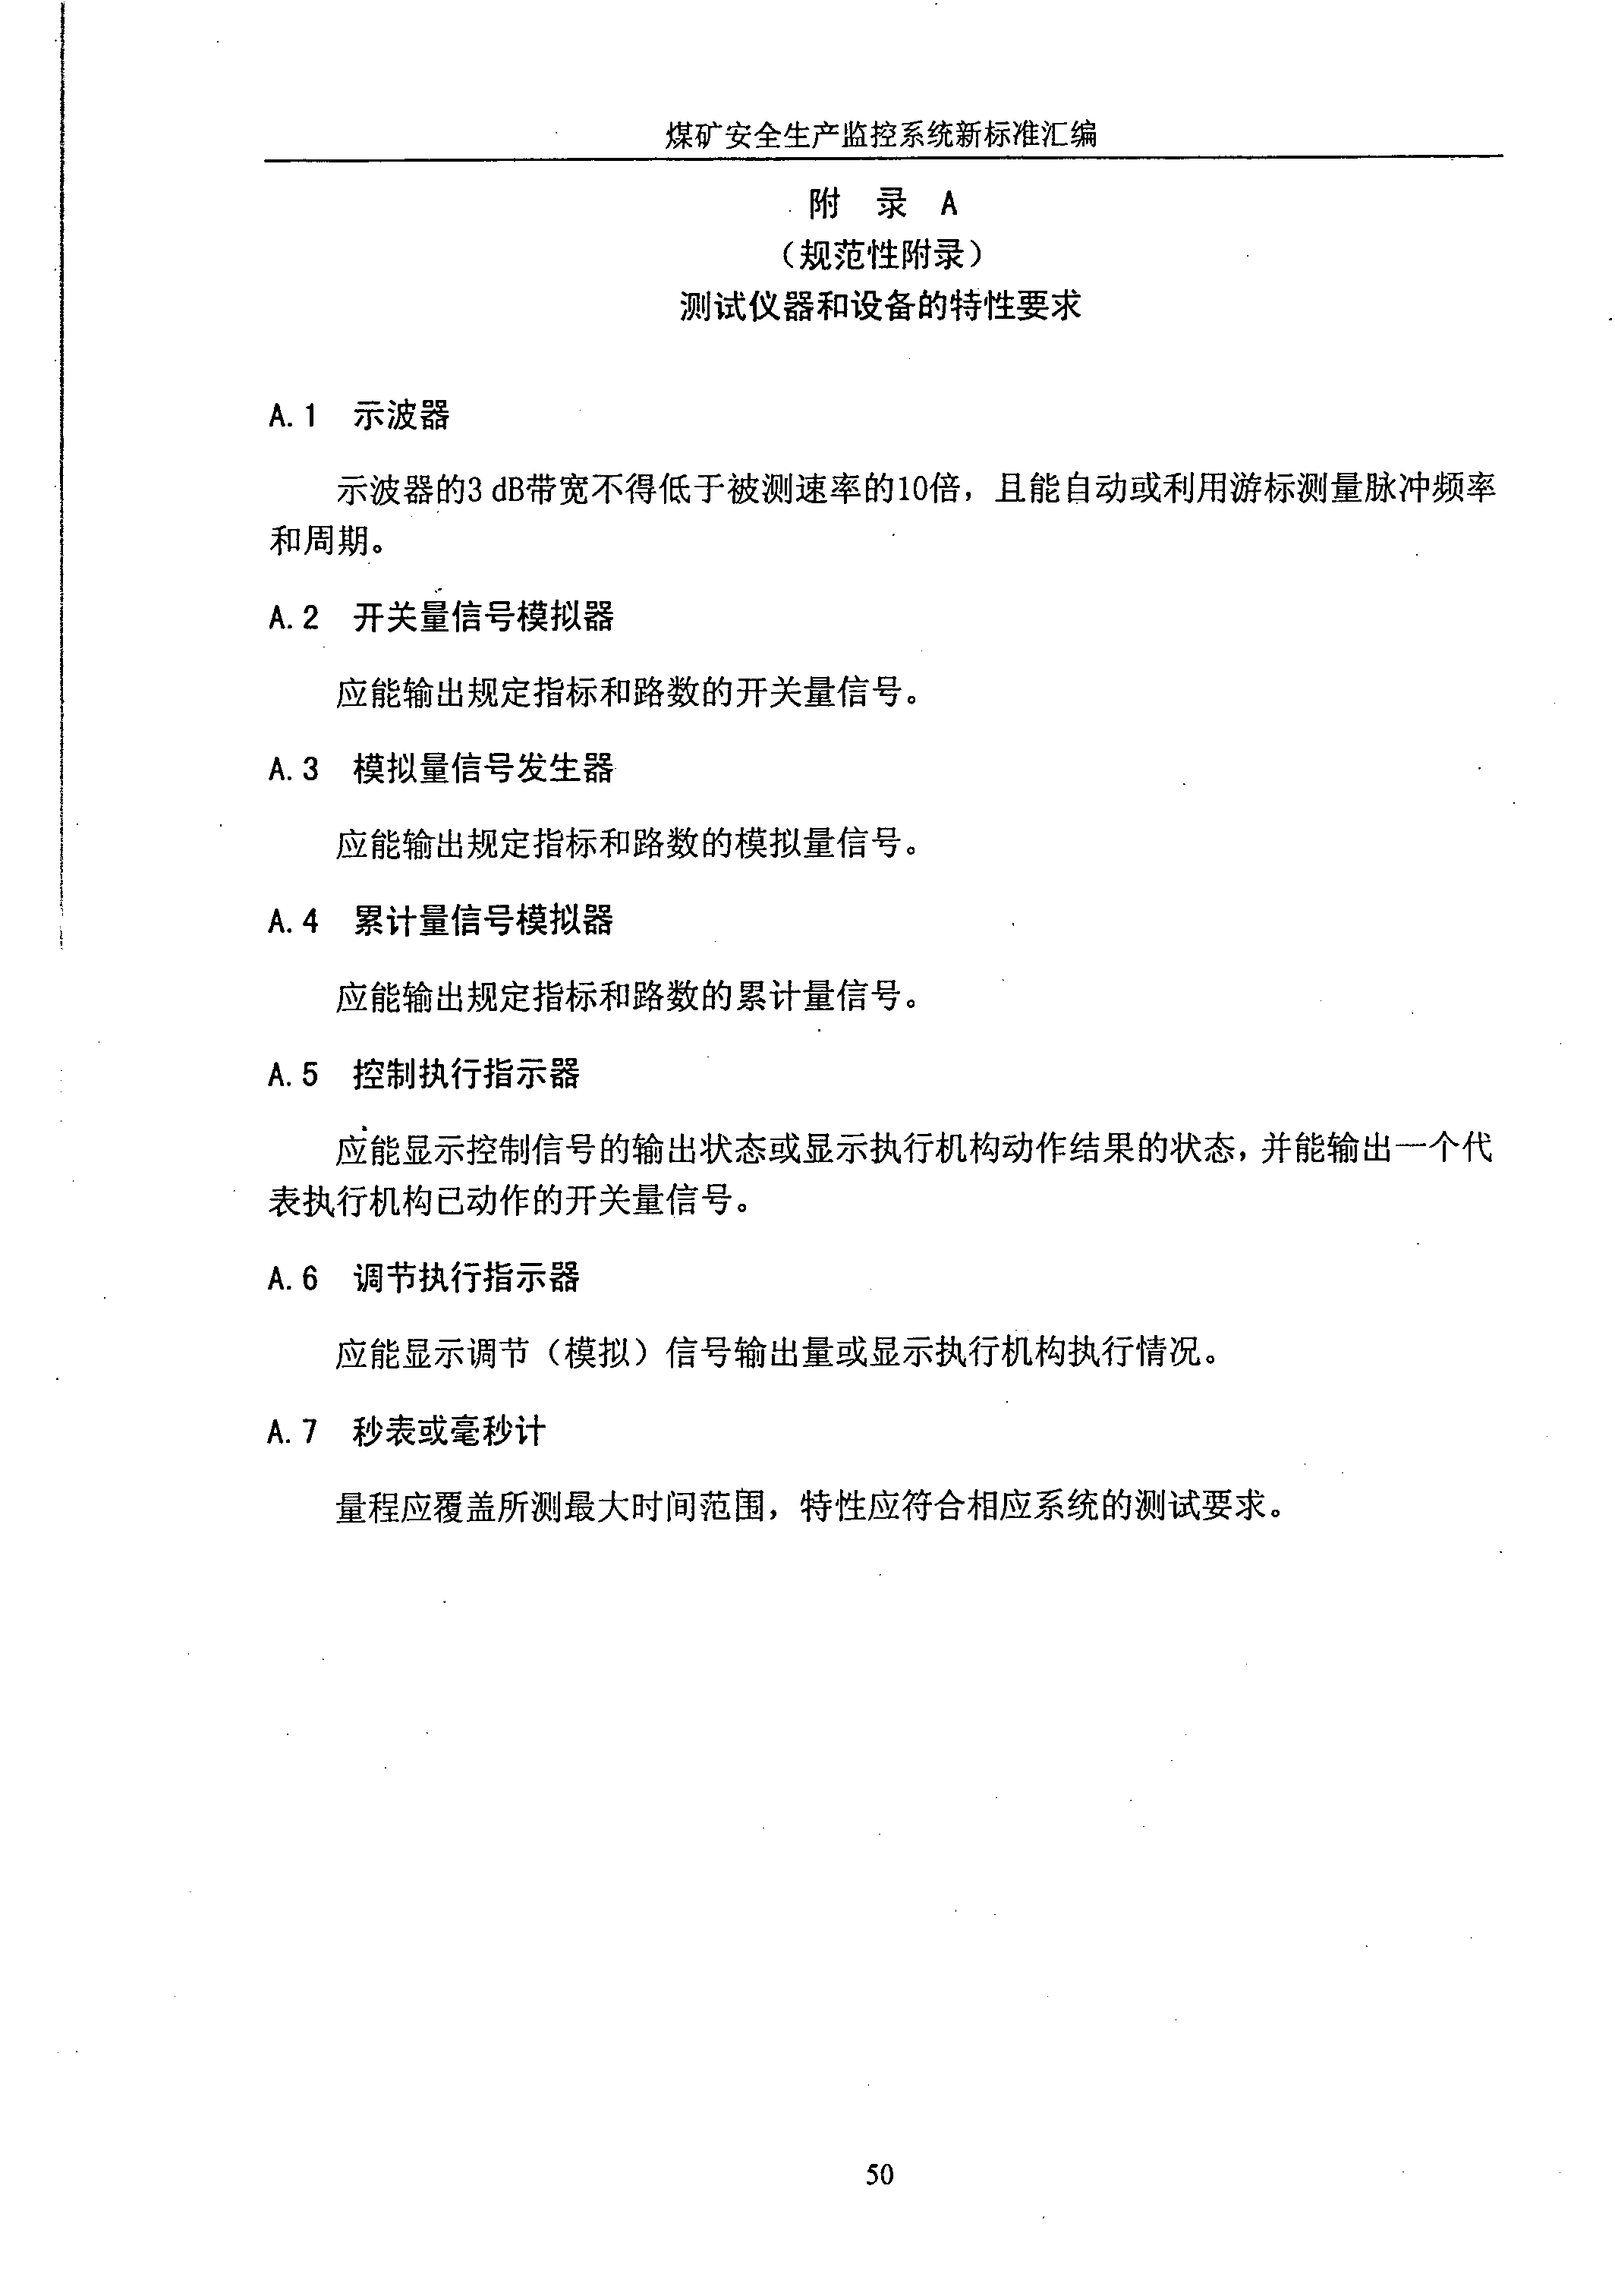 煤矿安全生产监控系统新标准汇编
附 录 A
（规范性附录）
测试仪器和设备的特性要求
A.1 示波器
示波器的3 dB带宽不得低于被测速率的10倍，且能自动或利用游标测量脉冲频率
和周期。
A.2 开关量信号模拟器
应能输出规定指标和路数的开关量信号。
A.3 模拟量信号发生器
应能输出规定指标和路数的模拟量信号。
A.4 累计量信号模拟器
应能输出规定指标和路数的累计量信号。
A.5 控制执行指示器
应能显示控制信号的输出状态或显示执行机构动作结果的状态，并能输出一个代
表执行机构已动作的开关量信号。
A.6 调节执行指示器
应能显示调节（模拟）信号输出量或显示执行机构执行情况。
A.7 秒表或毫秒计
量程应覆盖所测最大时间范围，特性应符合相应系统的测试要求。
50